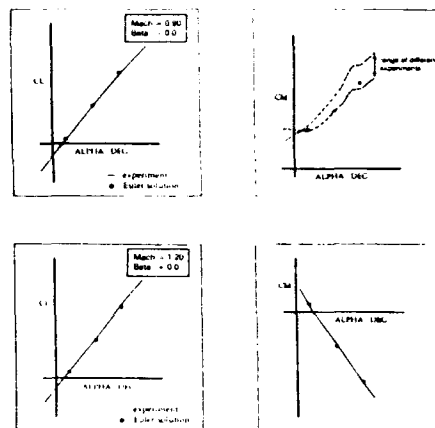 Mach = 0.90
Beta = 0.0
CL
ALPHA DEG
experiment
Euler solution
range of different
experiments
CM
ALPHA DEG
Mach = 1.20
Beta = 0.0
CL
ALPHA DEG
experiment
Euler solution
CM
ALPHA DEG